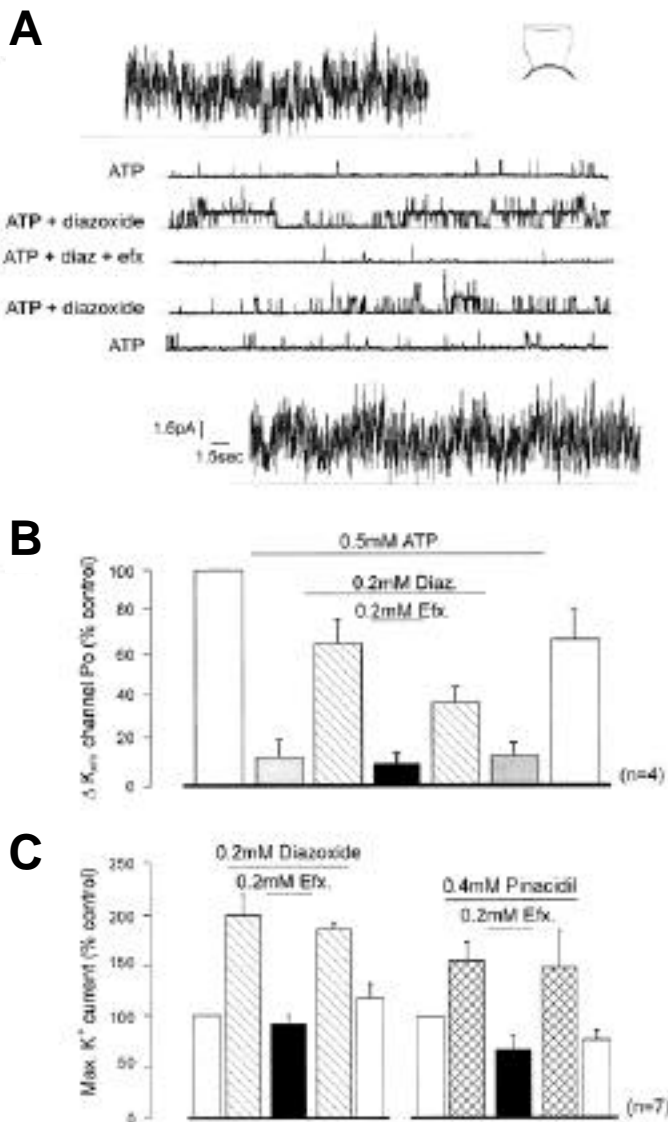 A
ATP
ATP + diazoxide
ATP + diaz + efx
ATP + diazoxide
ATP
1.6pA
1.5sec
B
0.5mM ATP
0.2mM Diaz.
0.2mM Efx.
Δ K channel Po (% control)
100
80
60
40
20
0
(n=4)
C
0.2mM Diazoxide
0.2mM Efx.
0.4mM Pinacidil
0.2mM Efx.
Max. K⁺ current (% control)
250
200
150
100
50
0
(n=7)